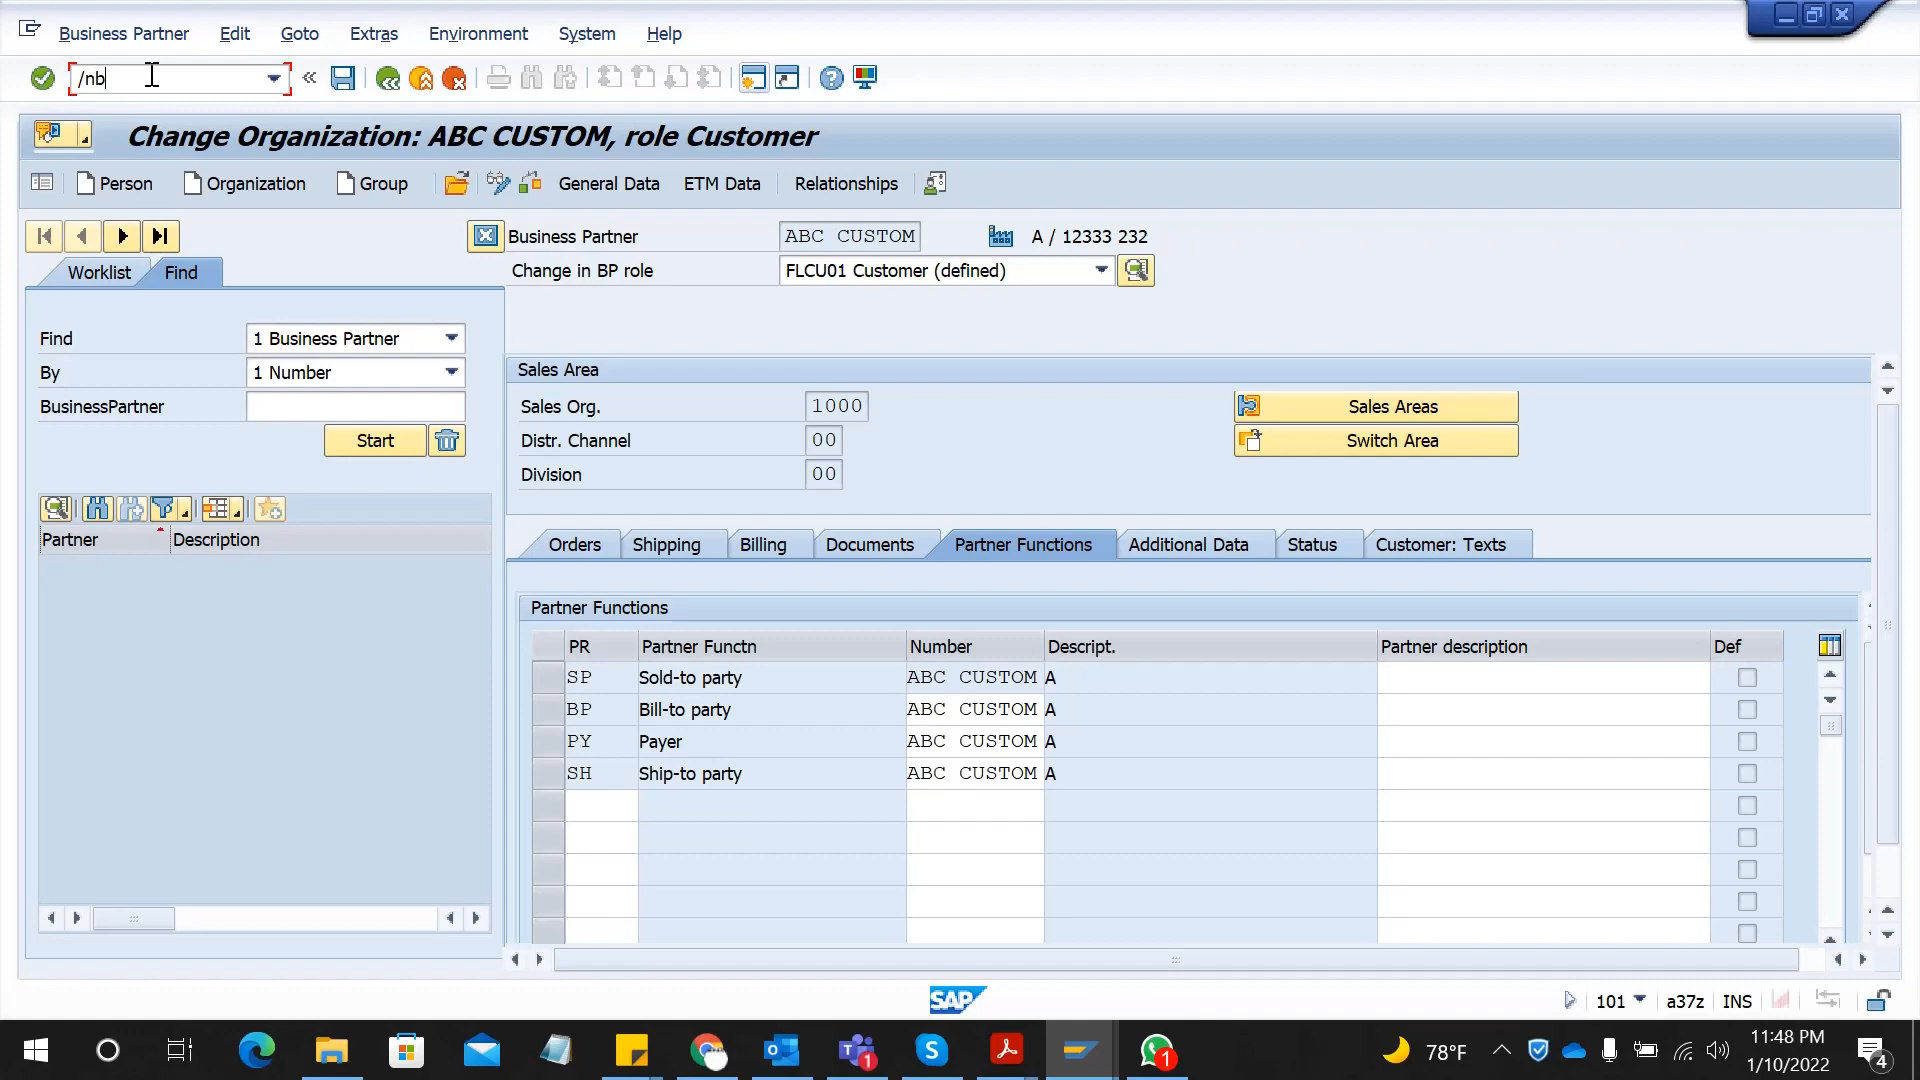 Business Partner Edit Goto Extras Environment System Help
/nb
Change Organization: ABC CUSTOM, role Customer
Person Organization Group General Data ETM Data Relationships
Business Partner ABC CUSTOM A / 12333 232
Worklist Find
Change in BP role FLCU01 Customer (defined)
Find 1 Business Partner
By 1 Number
BusinessPartner
Start
Partner Description
Sales Area
Sales Org. 1000 Sales Areas
Distr. Channel 00 Switch Area
Division 00
Orders Shipping Billing Documents Partner Functions Additional Data Status Customer: Texts
Partner Functions
PR Partner Functn Number Descript. Partner description Def
SP Sold-to party ABC CUSTOM A
BP Bill-to party ABC CUSTOM A
PY Payer ABC CUSTOM A
SH Ship-to party ABC CUSTOM A
SAP 101 a37z INS
78°F 11:48 PM
1/10/2022
1
1
4